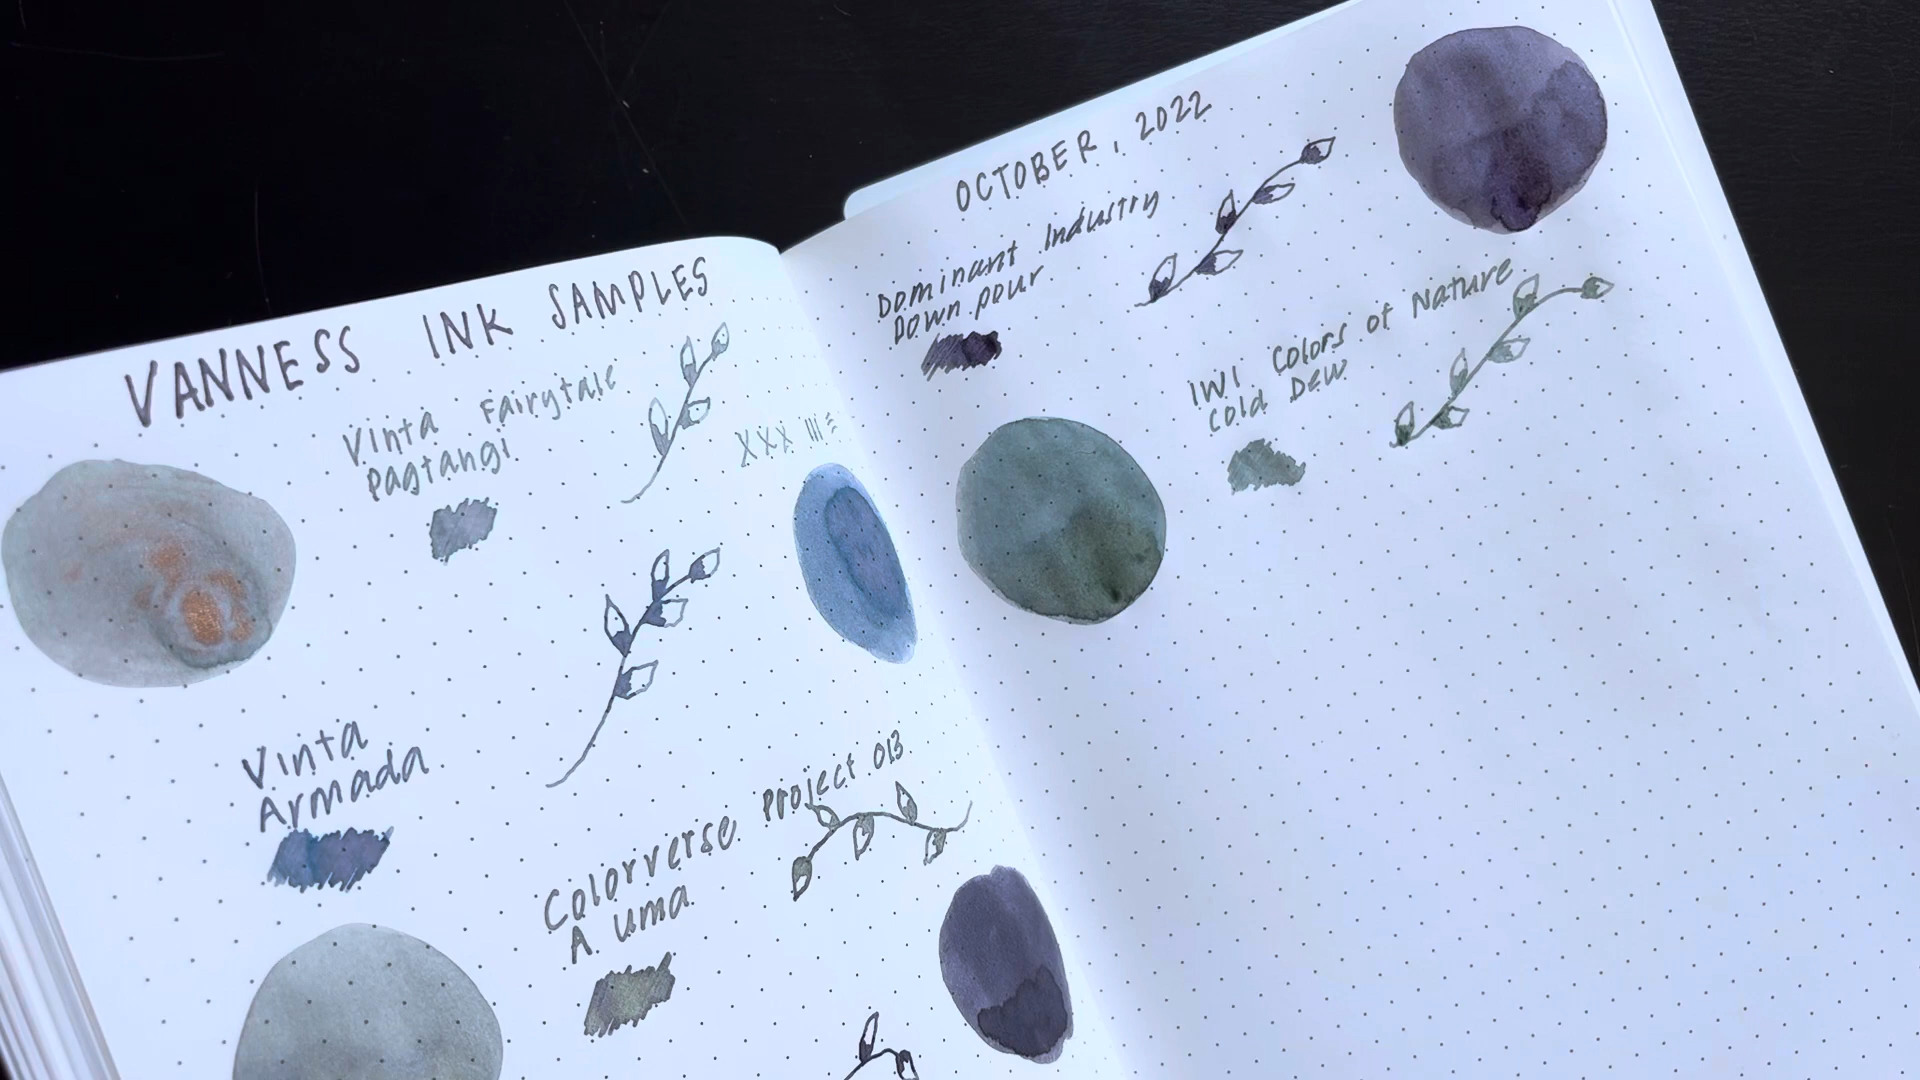 VANNESS INK SAMPLES
Vinta Fairytale
pagtangi
XXX III ≡
Vinta
Armada
Colorverse Project 013
A uma
OCTOBER, 2022
Dominant Industry
Down pour
IWI Colors of Nature
Cold Dew